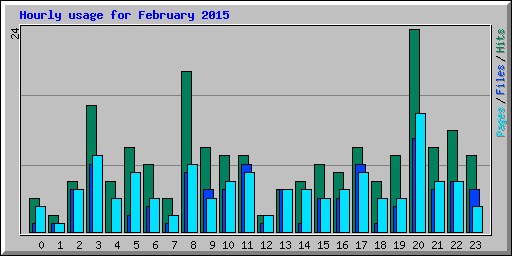 Hourly usage for February 2015
24
Pages / Files / Hits
0 1 2 3 4 5 6 7 8 9 10 11 12 13 14 15 16 17 18 19 20 21 22 23